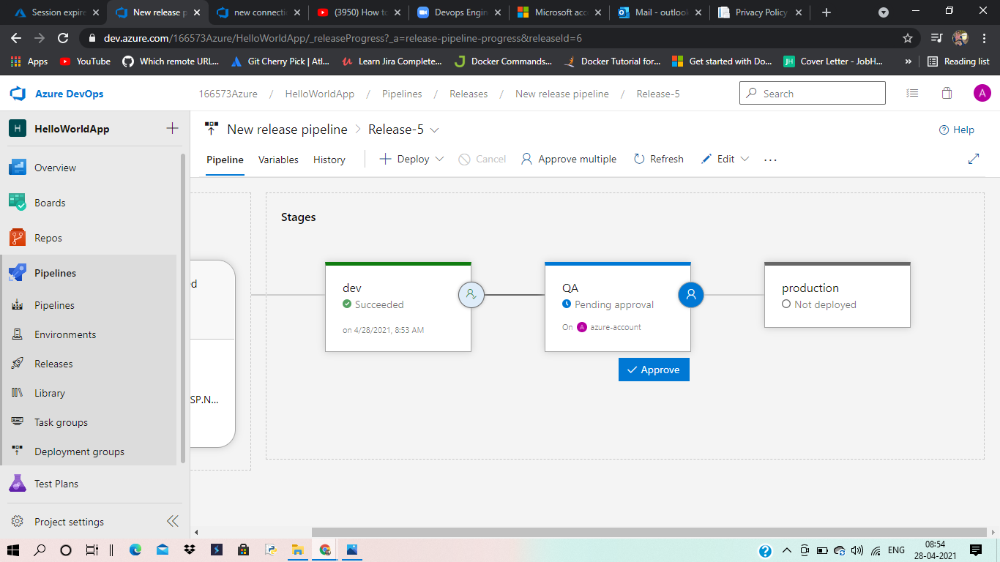 Session expire
New release p
new connecti
(3950) How to
Devops Engin
Microsoft acc
Mail - outlook
Privacy Policy
dev.azure.com/166573Azure/HelloWorldApp/_releaseProgress?_a=release-pipeline-progress&releaseId=6
Apps
YouTube
Which remote URL...
Git Cherry Pick | Atl...
Learn Jira Complete...
Docker Commands...
Docker Tutorial for...
Get started with Do...
JH
Cover Letter - JobH...
»
Reading list
Azure DevOps
166573Azure / HelloWorldApp / Pipelines / Releases / New release pipeline / Release-5
Search
A
H
HelloWorldApp
New release pipeline > Release-5
Help
Pipeline
Variables
History
Deploy
Cancel
Approve multiple
Refresh
Edit
...
Overview
Boards
Repos
Pipelines
Pipelines
Environments
Releases
Library
Task groups
Deployment groups
Test Plans
Project settings
ed
SP.N...
Stages
dev
Succeeded
on 4/28/2021, 8:53 AM
QA
Pending approval
On A azure-account
Approve
production
Not deployed
ENG
08:54
28-04-2021